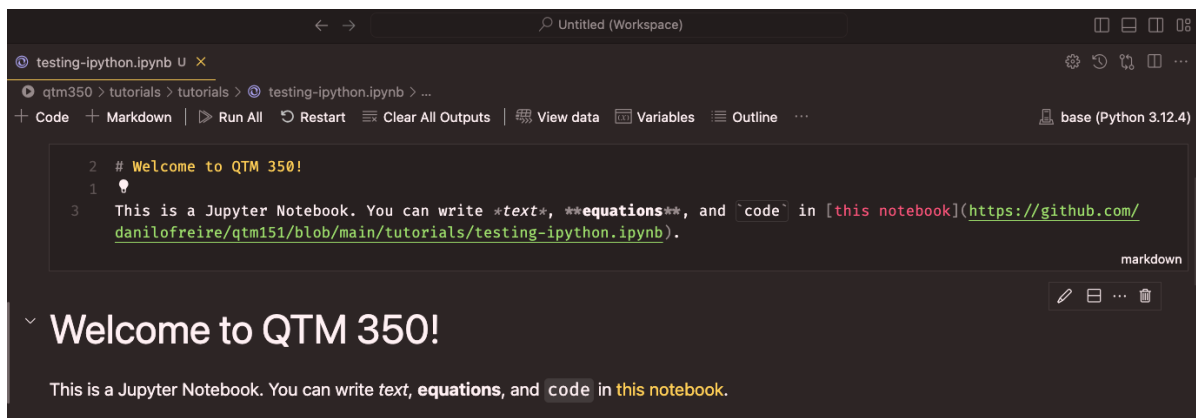 Untitled (Workspace)
testing-ipython.ipynb U
qtm350 > tutorials > tutorials > testing-ipython.ipynb > ...
+ Code + Markdown Run All Restart Clear All Outputs View data Variables Outline ... base (Python 3.12.4)
2 # Welcome to QTM 350!
1
3 This is a Jupyter Notebook. You can write *text*, **equations**, and `code` in [this notebook](https://github.com/
danilofreire/qtm151/blob/main/tutorials/testing-ipython.ipynb).
markdown
Welcome to QTM 350!
This is a Jupyter Notebook. You can write text, equations, and code in this notebook.